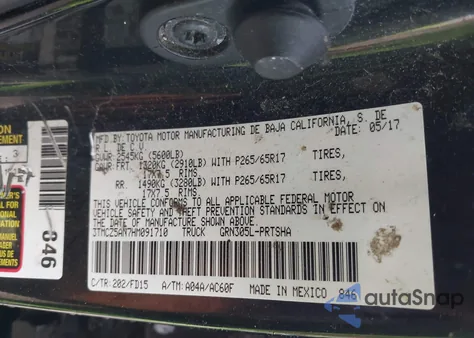 MFD.BY: TOYOTA MOTOR MANUFACTURING DE BAJA CALIFORNIA, S. DE
R.L. DE C.V. DATE: 05/17
GVWR 2545KG (5600LB)
GAWR FRT. 1320KG (2910LB) WITH P265/65R17 TIRES,
17X7.5 RIMS
RR. 1490KG (3280LB) WITH P265/65R17 TIRES,
17X7.5 RIMS
THIS VEHICLE CONFORMS TO ALL APPLICABLE FEDERAL MOTOR
VEHICLE SAFETY AND THEFT PREVENTION STANDARDS IN EFFECT ON
THE DATE OF MANUFACTURE SHOWN ABOVE.
3TMCZ5AN7HM091710 TRUCK GRN305L-PRTSHA
C/TR: 202/FD15 A/TM: A04A/AC60F MADE IN MEXICO 846
846
autoSnap